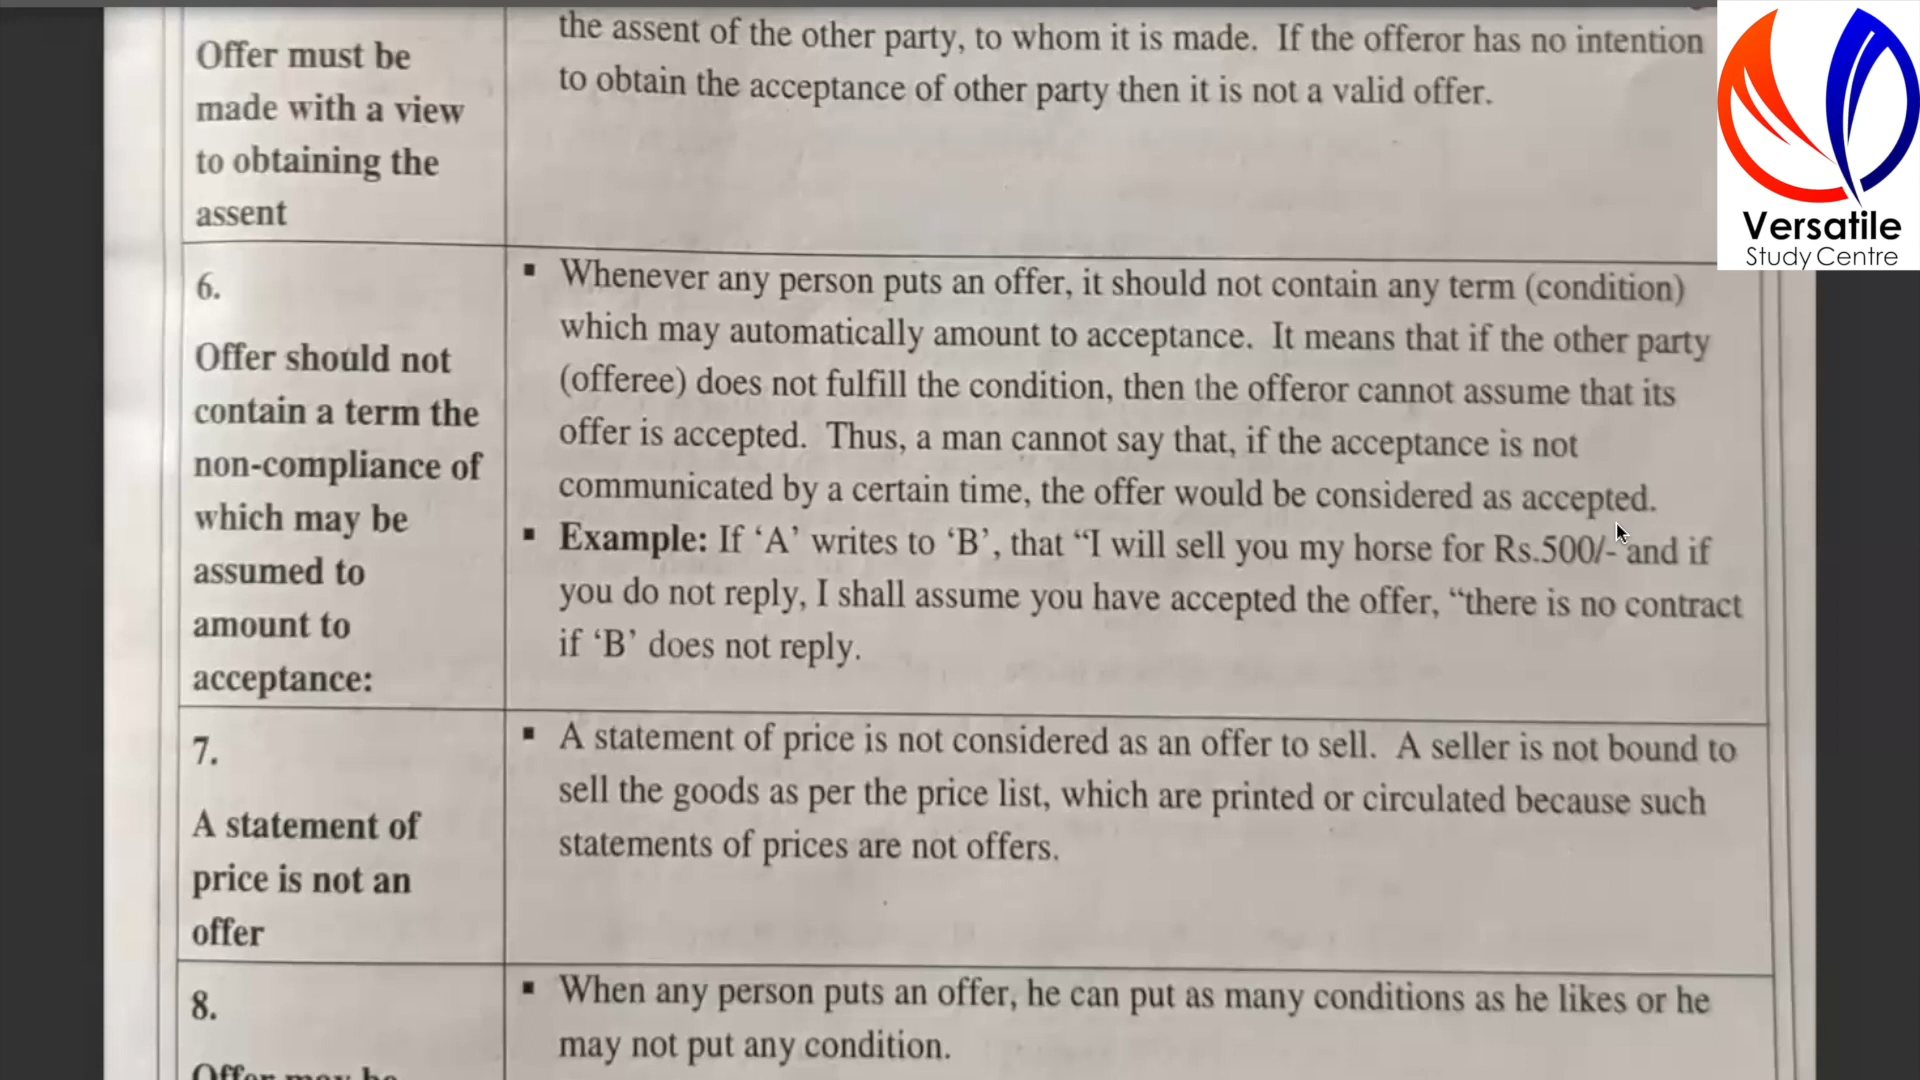 the assent of the other party, to whom it is made. If the offeror has no intention
to obtain the acceptance of other party then it is not a valid offer.
Offer must be
made with a view
to obtaining the
assent
6.
Offer should not
contain a term the
non-compliance of
which may be
assumed to
amount to
acceptance:
▪ Whenever any person puts an offer, it should not contain any term (condition)
which may automatically amount to acceptance. It means that if the other party
(offeree) does not fulfill the condition, then the offeror cannot assume that its
offer is accepted. Thus, a man cannot say that, if the acceptance is not
communicated by a certain time, the offer would be considered as accepted.
▪ Example: If ‘A’ writes to ‘B’, that “I will sell you my horse for Rs.500/- and if
you do not reply, I shall assume you have accepted the offer, “there is no contract
if ‘B’ does not reply.
7.
A statement of
price is not an
offer
▪ A statement of price is not considered as an offer to sell. A seller is not bound to
sell the goods as per the price list, which are printed or circulated because such
statements of prices are not offers.
8.
Offer may be
▪ When any person puts an offer, he can put as many conditions as he likes or he
may not put any condition.
Versatile
Study Centre